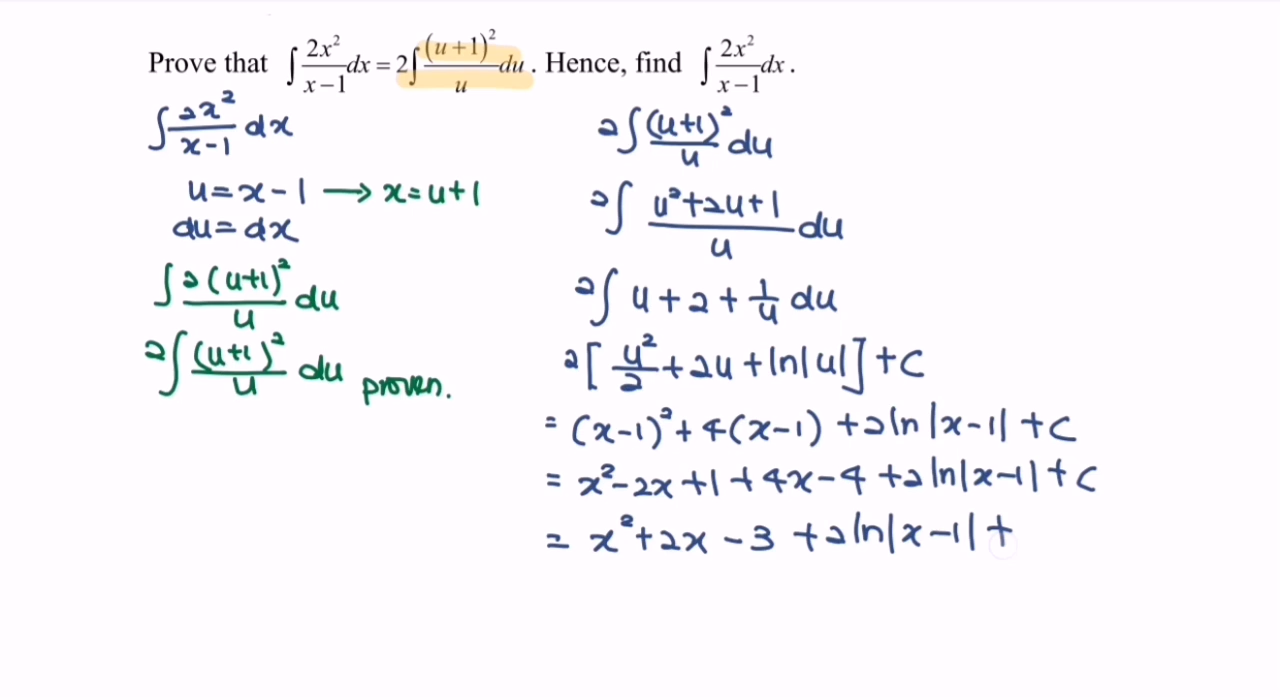 Prove that ∫ 2x²/(x−1) dx = 2∫ (u+1)²/u du. Hence, find ∫ 2x²/(x−1) dx.
∫ 2x²/(x-1) dx
u = x - 1 → x = u+1
du = dx
∫ 2(u+1)²/u du
2∫ (u+1)²/u du proven.
2∫ (u+1)²/u du
2∫ (u²+2u+1)/u du
2∫ u + 2 + 1/u du
2[u²/2 + 2u + ln|u|] + c
= (x-1)² + 4(x-1) + 2ln|x-1| + c
= x² - 2x + 1 + 4x - 4 + 2ln|x-1| + c
= x² + 2x - 3 + 2ln|x-1| +